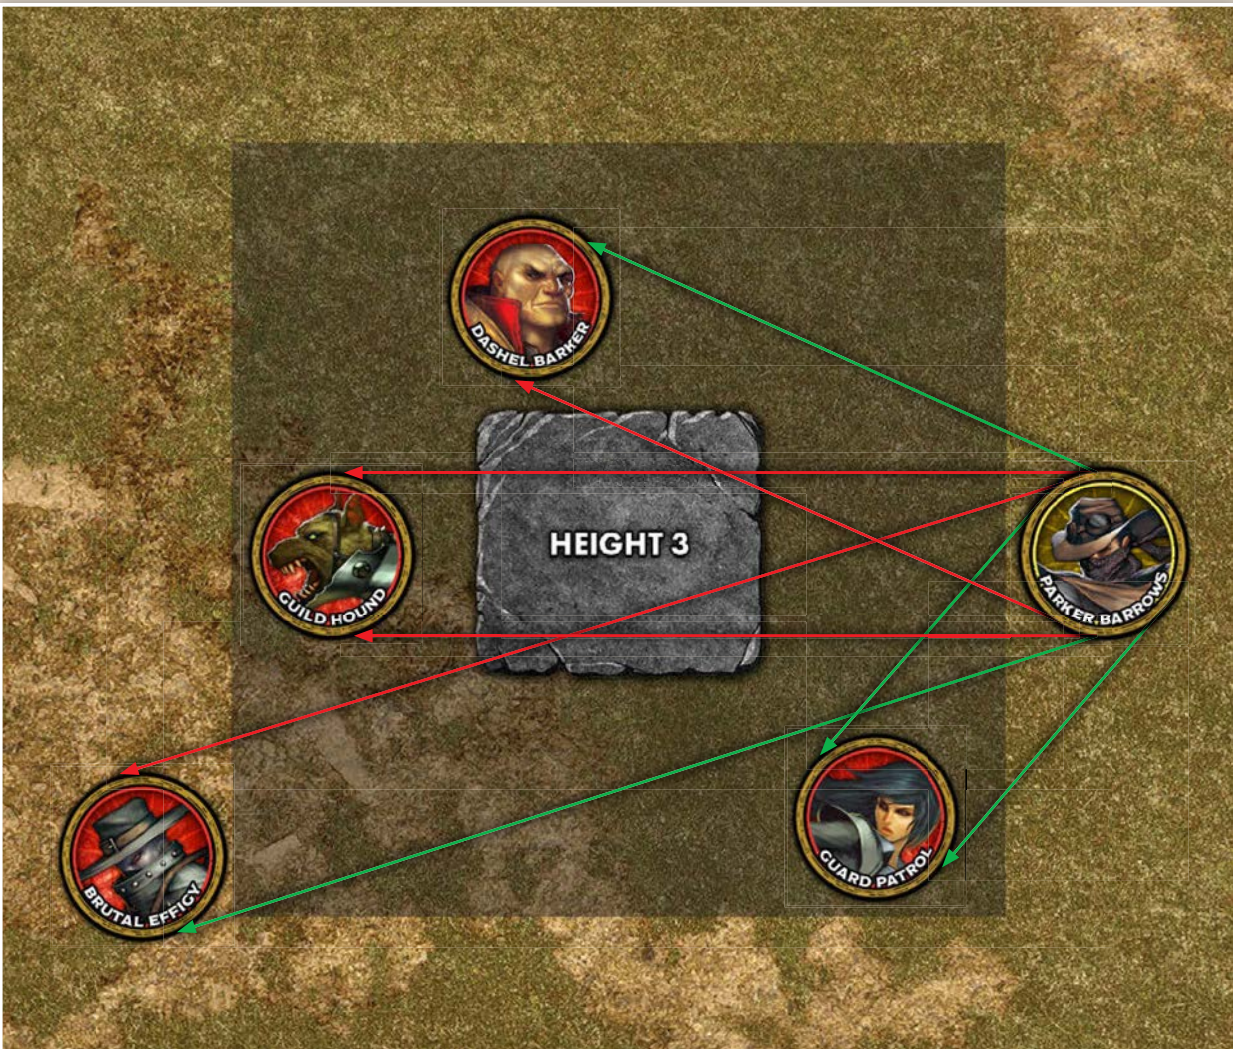 DASHEL BARKER
HEIGHT 3
GUILD HOUND
PARKER BARROWS
BRUTAL EFFIGY
GUARD PATROL